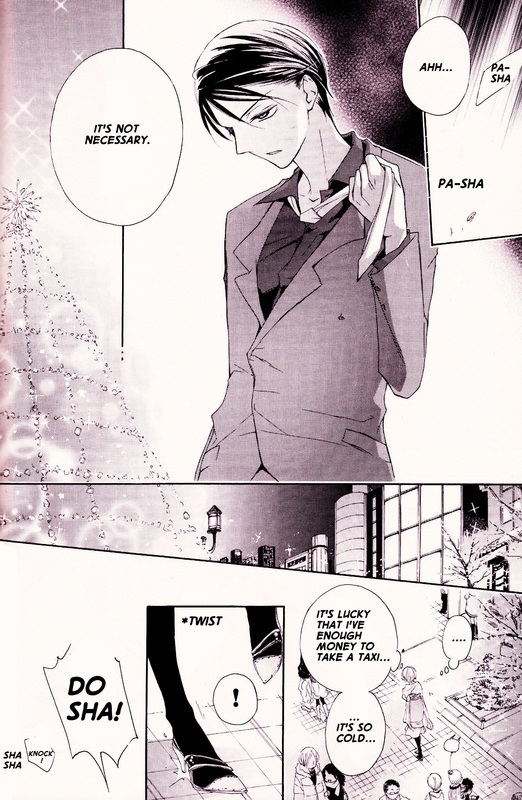 PA-
SHA
AHH...
PA-SHA
IT'S NOT
NECESSARY.
....
IT'S LUCKY
THAT I'VE
ENOUGH
MONEY TO
TAKE A TAXI...
...
IT'S SO
COLD...
*TWIST
!
DO
SHA!
KNOCK
!
SHA
SHA